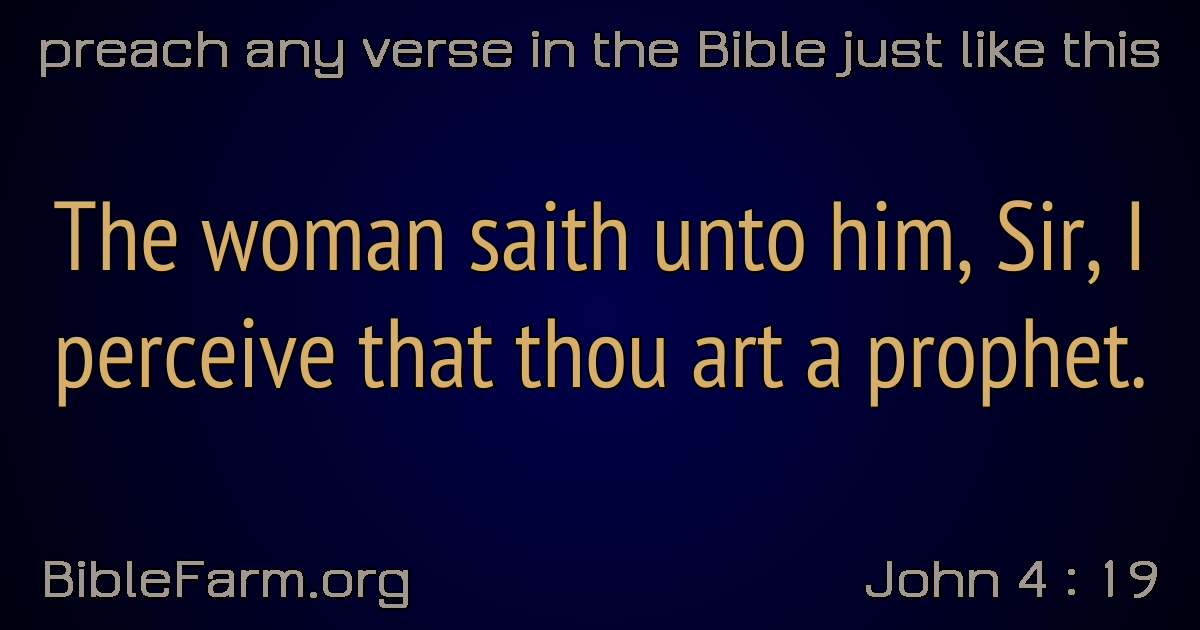 preach any verse in the Bible just like this
The woman saith unto him, Sir, I
perceive that thou art a prophet.
BibleFarm.org
John 4 : 19